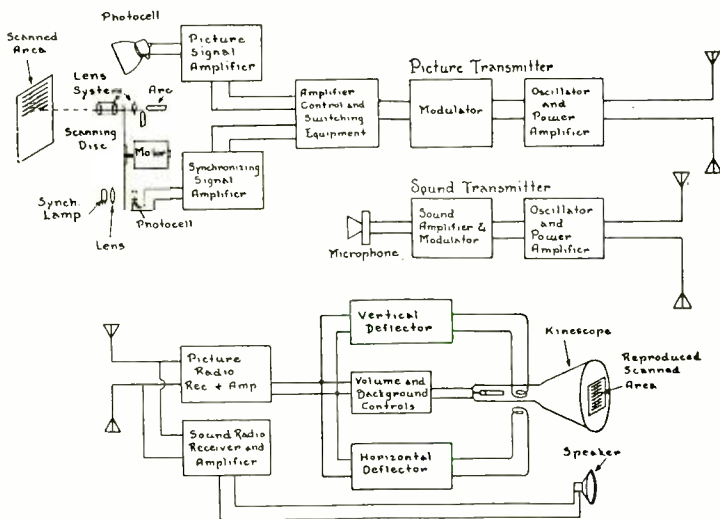 Photocell
Scanned
Area
Picture
Signal
Amplifier
Lens
System
Arc
Scanning
Disc
Motor
Synch.
Lamp
Lens
Photocell
Synchronizing
Signal
Amplifier
Amplifier
Control and
Switching
Equipment
Picture Transmitter
Modulator
Oscillator
and
Power
Amplifier
Sound Transmitter
Microphone
Sound
Amplifier &
Modulator
Oscillator
and Power
Amplifier
Picture
Radio
Rec + Amp
Sound Radio
Receiver and
Amplifier
Vertical
Deflector
Volume and
Background
Controls
Horizontal
Deflector
Kinescope
Reproduced
Scanned
Area
Speaker